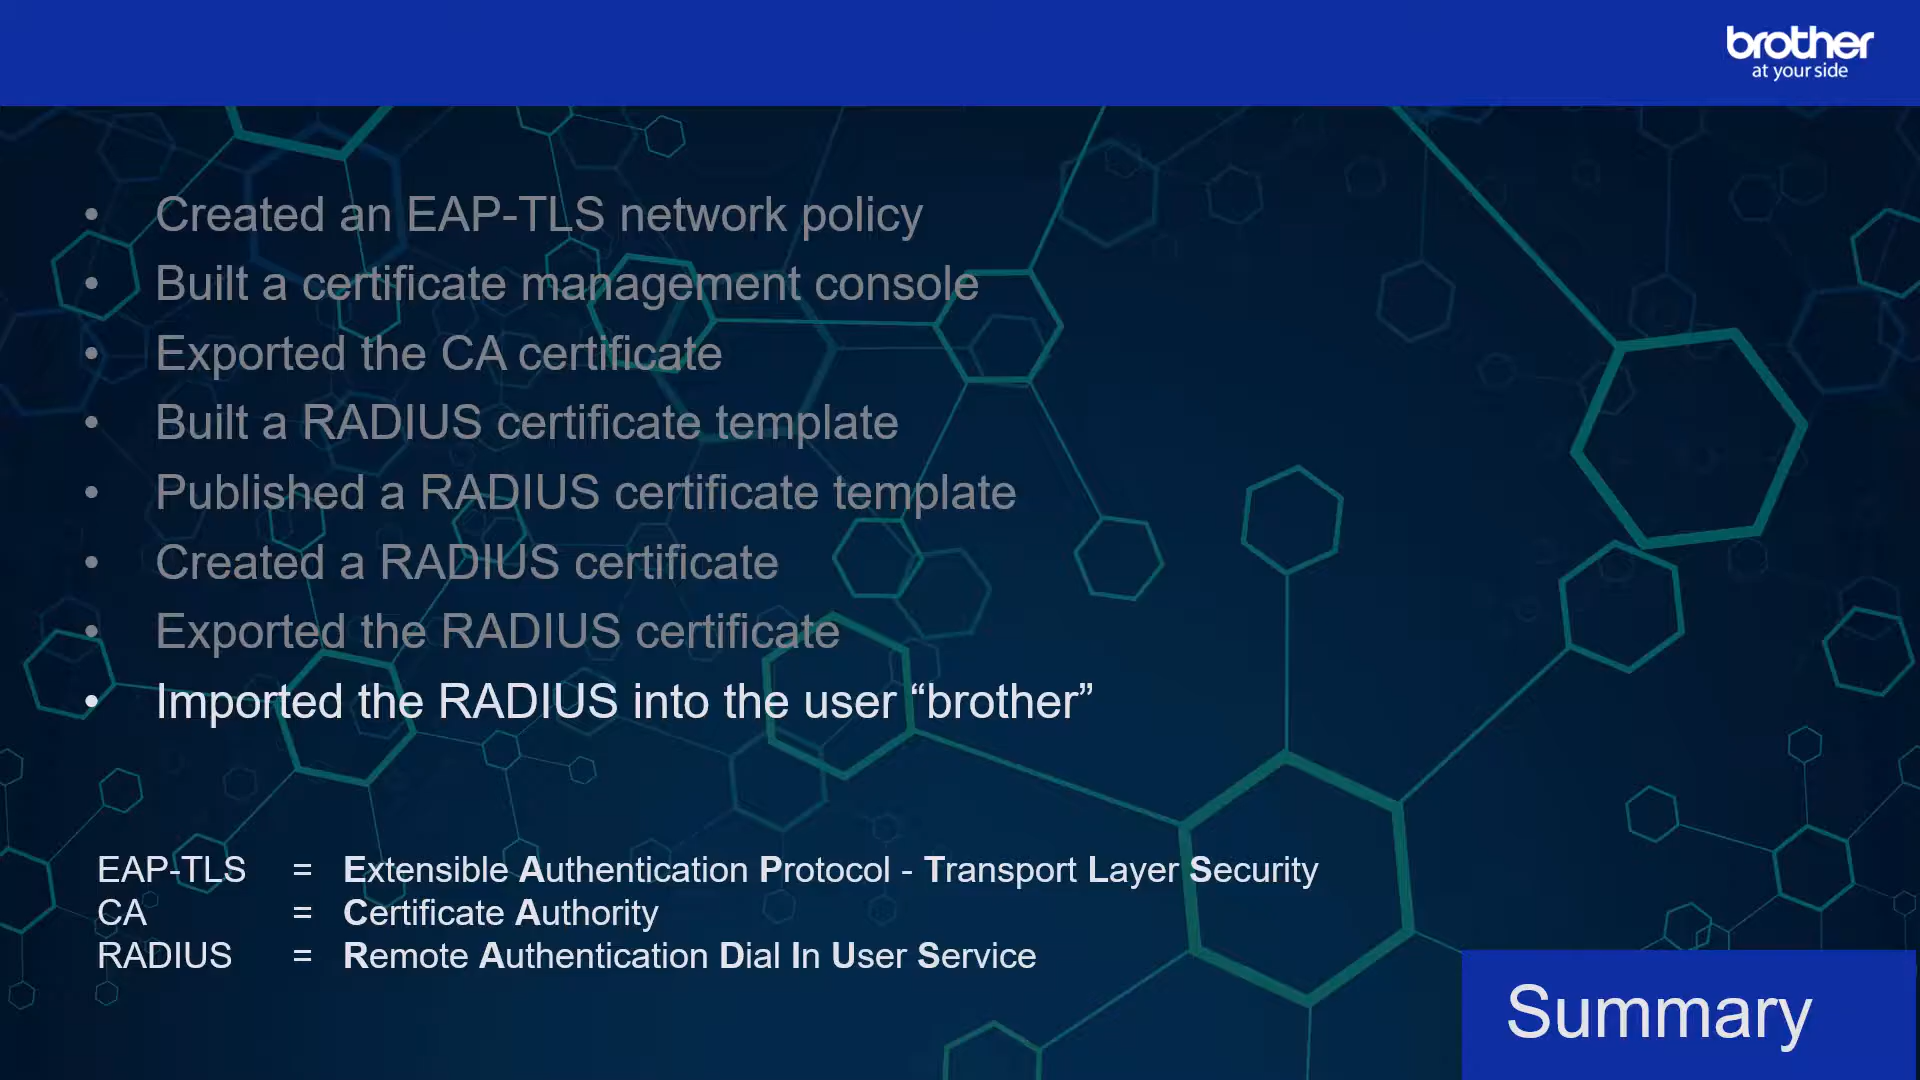 brother
at your side
• Created an EAP-TLS network policy
• Built a certificate management console
• Exported the CA certificate
• Built a RADIUS certificate template
• Published a RADIUS certificate template
• Created a RADIUS certificate
• Exported the RADIUS certificate
• Imported the RADIUS into the user “brother”
EAP-TLS = Extensible Authentication Protocol - Transport Layer Security
CA = Certificate Authority
RADIUS = Remote Authentication Dial In User Service
Summary